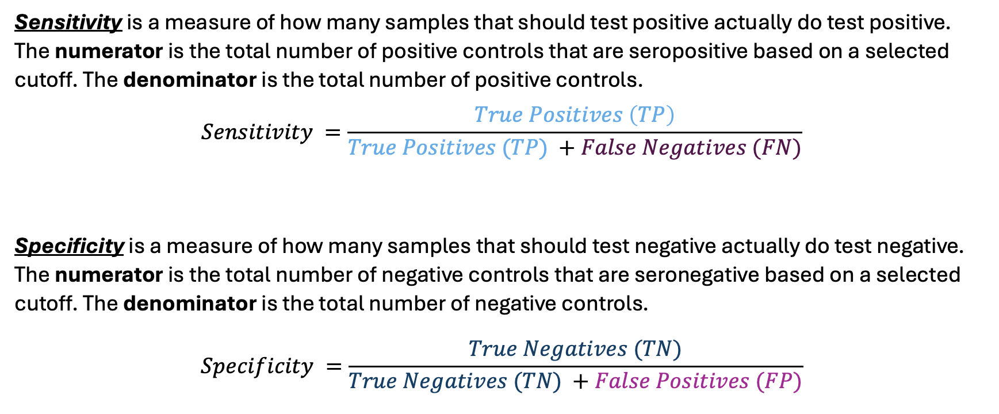 Sensitivity is a measure of how many samples that should test positive actually do test positive.
The numerator is the total number of positive controls that are seropositive based on a selected
cutoff. The denominator is the total number of positive controls.
True Positives (TP)
Sensitivity =
True Positives (TP) + False Negatives (FN)
Specificity is a measure of how many samples that should test negative actually do test negative.
The numerator is the total number of negative controls that are seronegative based on a selected
cutoff. The denominator is the total number of negative controls.
True Negatives (TN)
Specificity =
True Negatives (TN) + False Positives (FP)